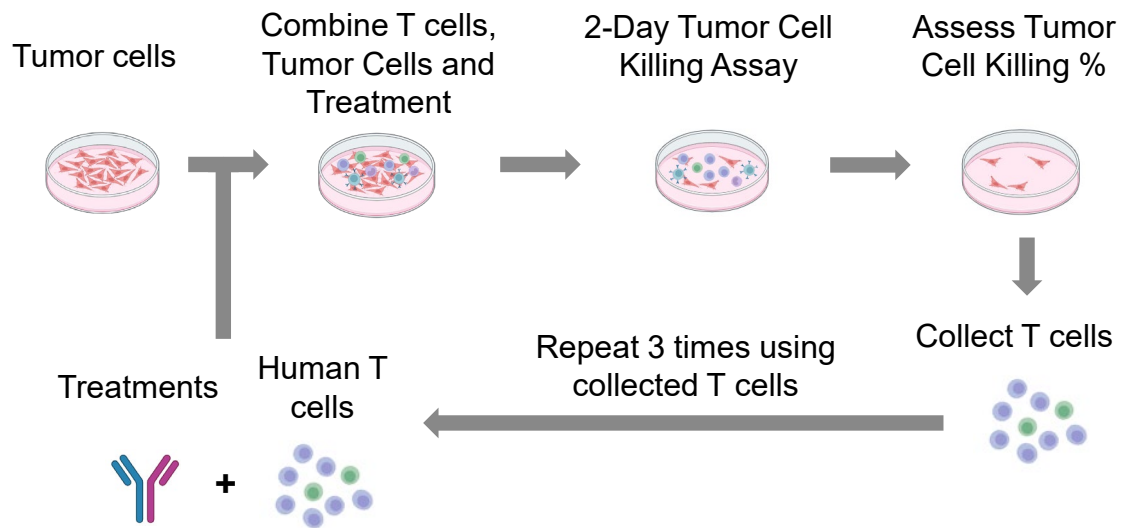 Tumor cells
Combine T cells,
Tumor Cells and
Treatment
2-Day Tumor Cell
Killing Assay
Assess Tumor
Cell Killing %
Collect T cells
Repeat 3 times using
collected T cells
Human T
cells
Treatments
+